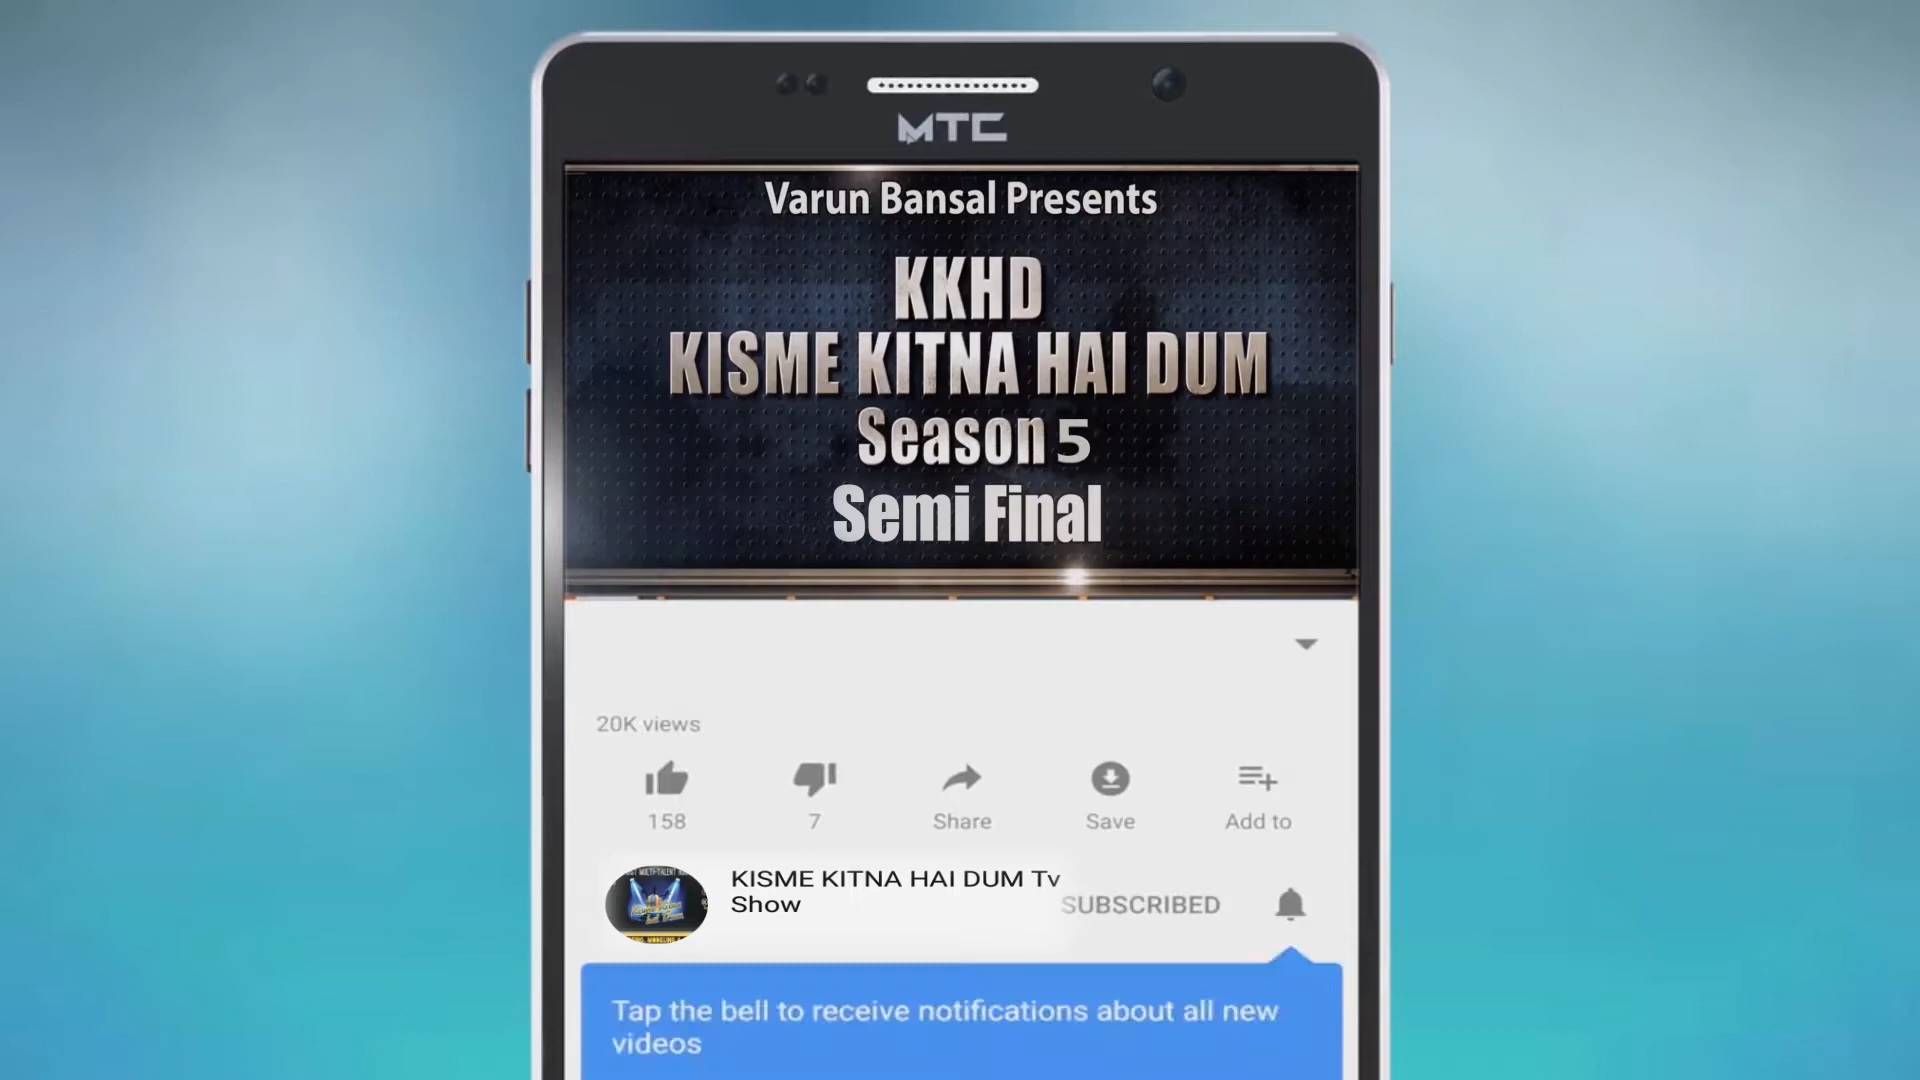 MTC
Varun Bansal Presents
KKHD
KISME KITNA HAI DUM
Season 5
Semi Final
20K views
158
7
Share
Save
Add to
KISME KITNA HAI DUM Tv
Show
SUBSCRIBED
Tap the bell to receive notifications about all new
videos